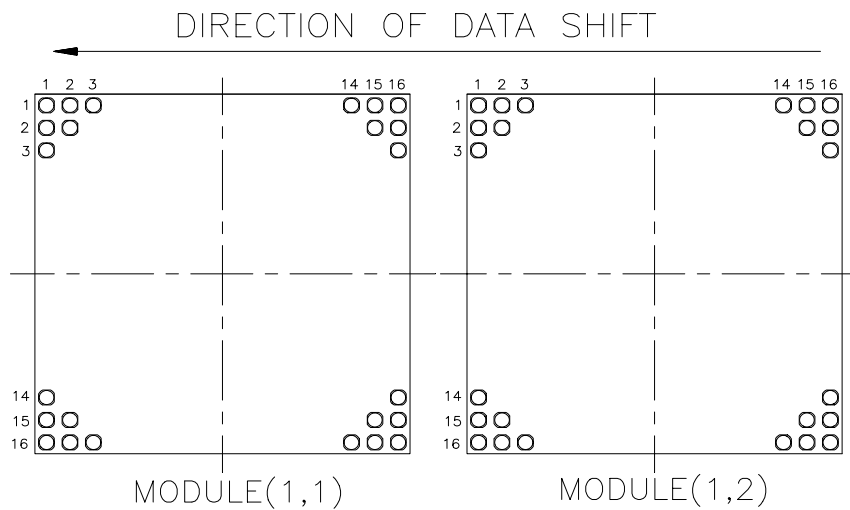 DIRECTION OF DATA SHIFT
1 2 3 14 15 16 1 2 3 14 15 16
1 1
2 2
3 3
14 14
15 15
16 16
MODULE(1,1) MODULE(1,2)